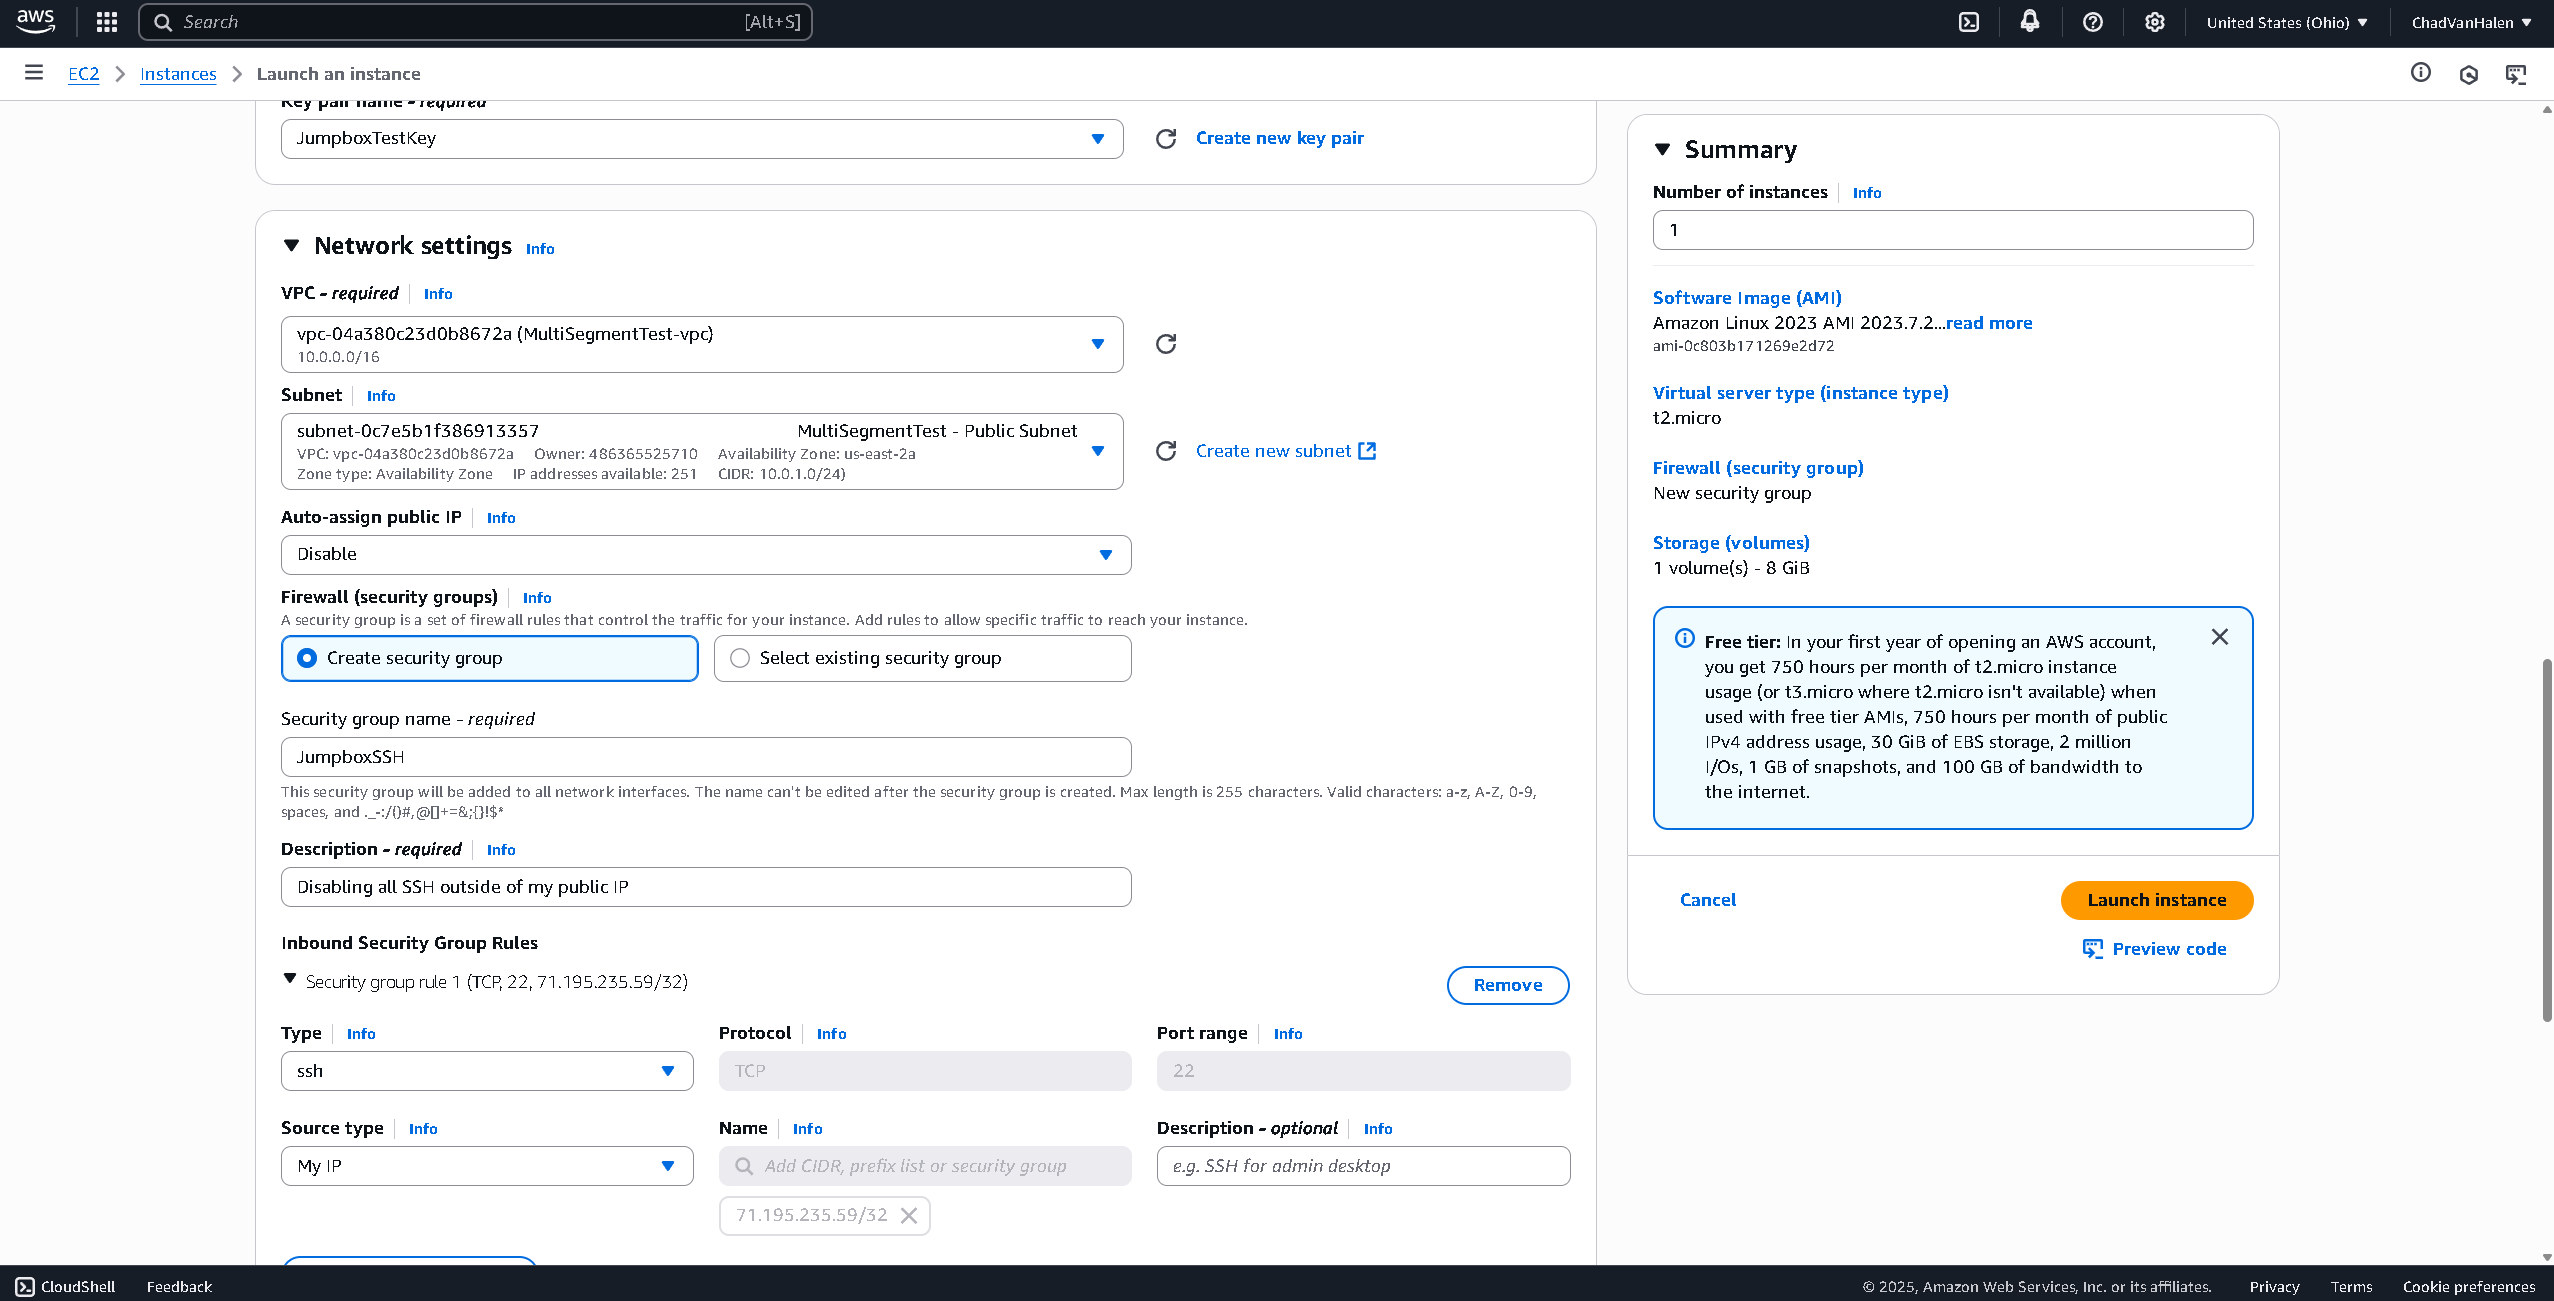 aws
Search [Alt+S]
United States (Ohio)
ChadVanHalen
EC2 Instances Launch an instance
Key pair name - required
JumpboxTestKey
Create new key pair
Network settings Info
VPC - required Info
vpc-04a380c23d0b8672a (MultiSegmentTest-vpc)
10.0.0.0/16
Subnet Info
subnet-0c7e5b1f386913357 MultiSegmentTest - Public Subnet
VPC: vpc-04a380c23d0b8672a Owner: 486365525710 Availability Zone: us-east-2a
Zone type: Availability Zone IP addresses available: 251 CIDR: 10.0.1.0/24)
Create new subnet
Auto-assign public IP Info
Disable
Firewall (security groups) Info
A security group is a set of firewall rules that control the traffic for your instance. Add rules to allow specific traffic to reach your instance.
Create security group
Select existing security group
Security group name - required
JumpboxSSH
This security group will be added to all network interfaces. The name can't be edited after the security group is created. Max length is 255 characters. Valid characters: a-z, A-Z, 0-9,
spaces, and ._-:/()#,@[]+=&;{}!$*
Description - required Info
Disabling all SSH outside of my public IP
Inbound Security Group Rules
Security group rule 1 (TCP, 22, 71.195.235.59/32)
Remove
Type Info
Protocol Info
Port range Info
ssh
TCP
22
Source type Info
Name Info
Description - optional Info
My IP
Add CIDR, prefix list or security group
e.g. SSH for admin desktop
71.195.235.59/32
Summary
Number of instances Info
1
Software Image (AMI)
Amazon Linux 2023 AMI 2023.7.2...read more
ami-0c803b171269e2d72
Virtual server type (instance type)
t2.micro
Firewall (security group)
New security group
Storage (volumes)
1 volume(s) - 8 GiB
Free tier: In your first year of opening an AWS account,
you get 750 hours per month of t2.micro instance
usage (or t3.micro where t2.micro isn't available) when
used with free tier AMIs, 750 hours per month of public
IPv4 address usage, 30 GiB of EBS storage, 2 million
I/Os, 1 GB of snapshots, and 100 GB of bandwidth to
the internet.
Cancel
Launch instance
Preview code
CloudShell
Feedback
© 2025, Amazon Web Services, Inc. or its affiliates.
Privacy
Terms
Cookie preferences